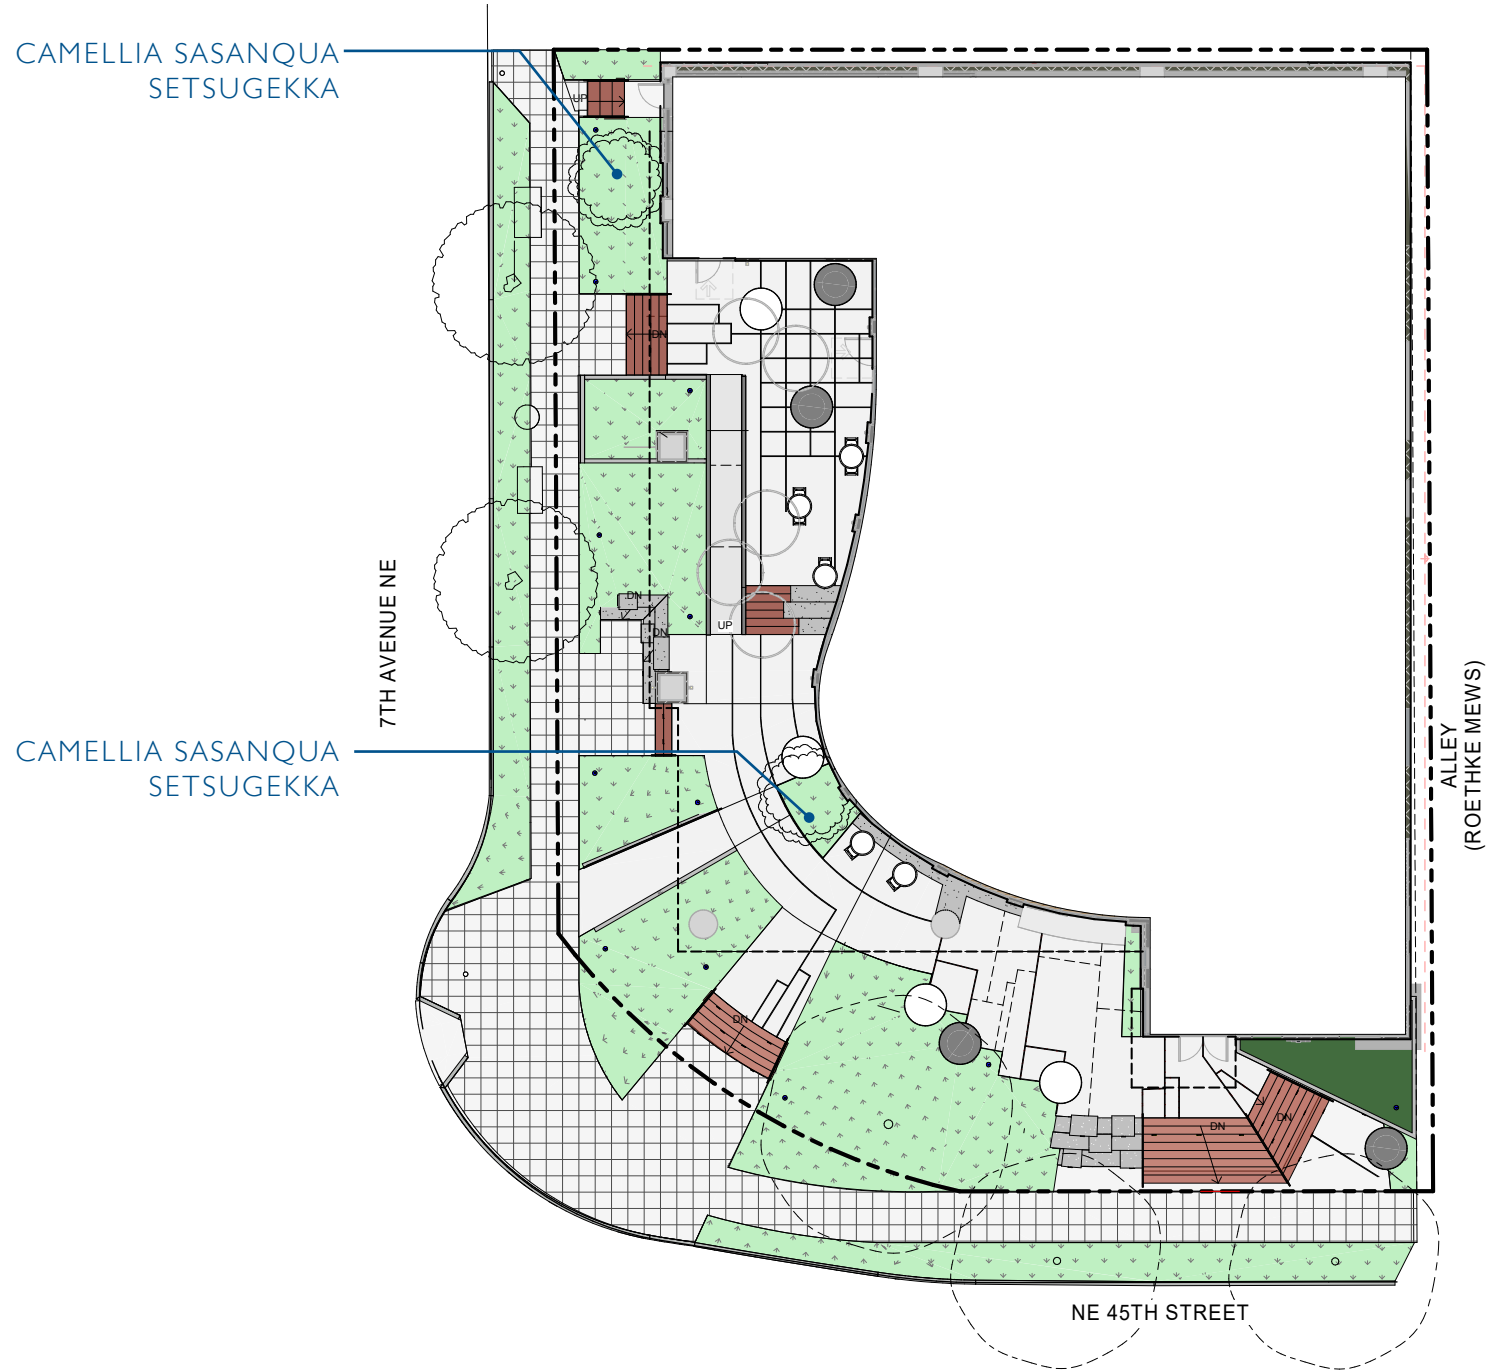 CAMELLIA SASANQUA
SETSUGEKKA
UP
DN
DN
DN
UP
7TH AVENUE NE
CAMELLIA SASANQUA
SETSUGEKKA
ALLEY
(ROETHKE MEWS)
DN
DN
DN
NE 45TH STREET